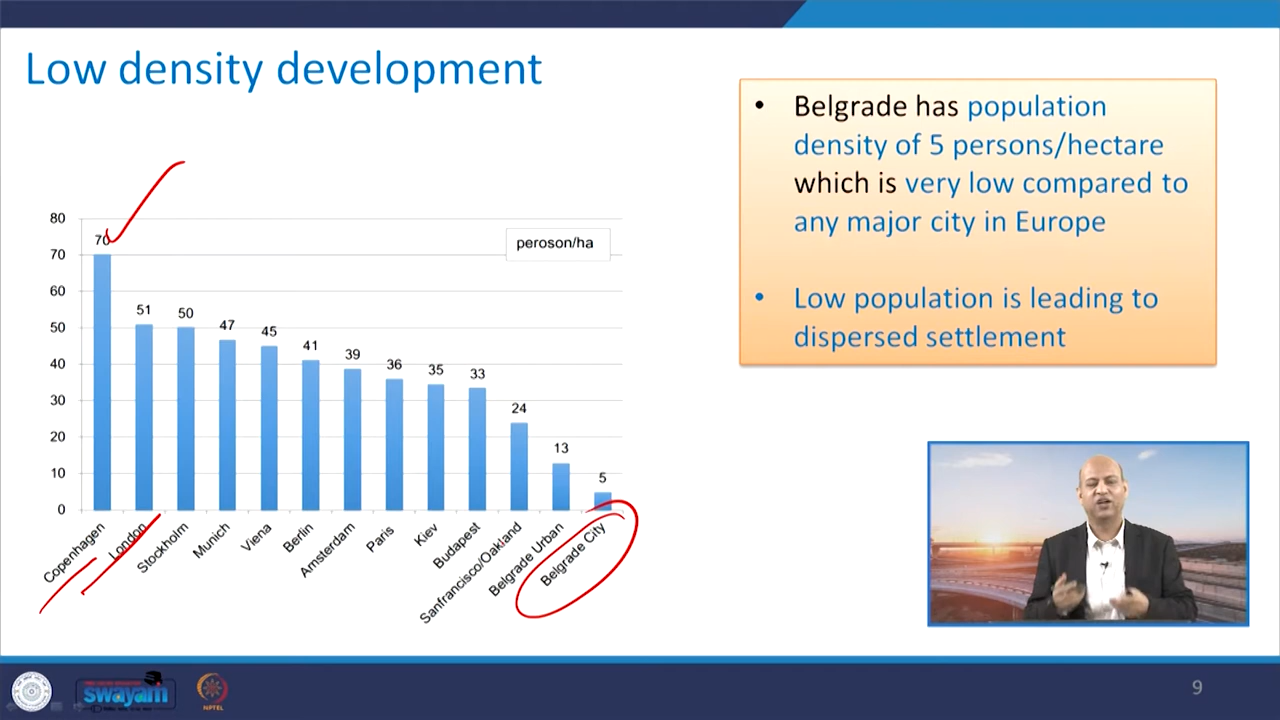 Low density development
80
70
60
50
40
30
20
10
0
peroson/ha
70
51
50
47
45
41
39
36
35
33
24
13
5
Copenhagen
London
Stockholm
Munich
Viena
Berlin
Amsterdam
Paris
Kiev
Budapest
Sanfrancisco/Oakland
Belgrade Urban
Belgrade City
• Belgrade has population
density of 5 persons/hectare
which is very low compared to
any major city in Europe
• Low population is leading to
dispersed settlement
swayam
NPTEL
9